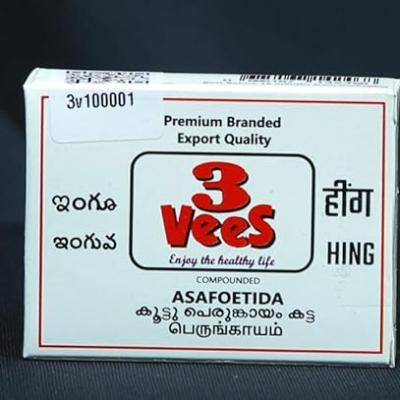 3v100001
Premium Branded
Export Quality
3
VeeS
Enjoy the healthy life
ಇಂಗೂ
ఇంగువ
हींग
HING
COMPOUNDED
ASAFOETIDA
കൂട്ടു പെരുങ്കായം കട്ട
பெருங்காயம்